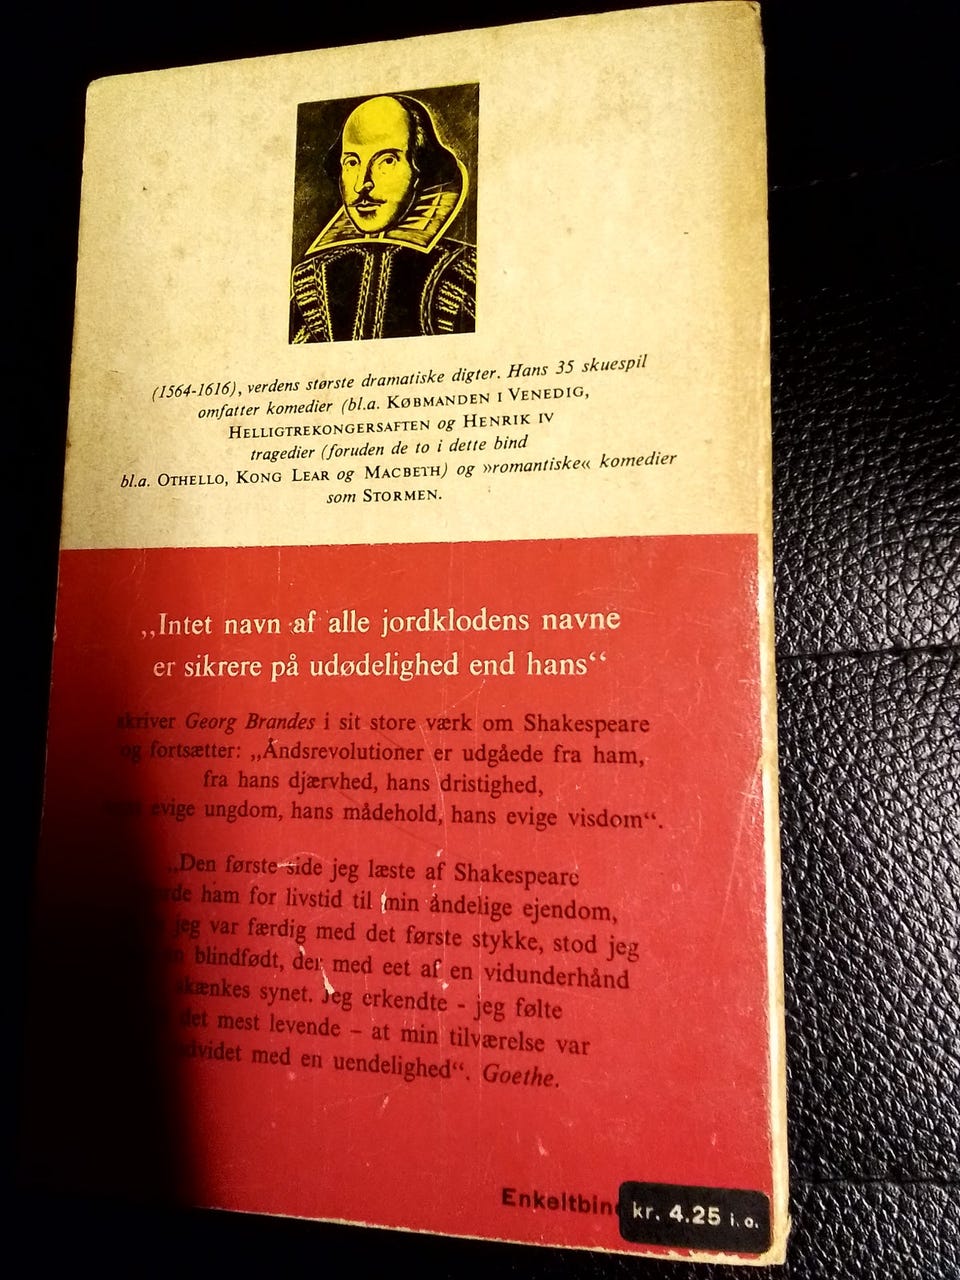 (1564-1616), verdens største dramatiske digter. Hans 35 skuespil
omfatter komedier (bl.a. KØBMANDEN I VENEDIG,
HELLIGTREKONGERSAFTEN og HENRIK IV
tragedier (foruden de to i dette bind
bl.a. OTHELLO, KONG LEAR og MACBETH) og »romantiske« komedier
som STORMEN.
„Intet navn af alle jordklodens navne
er sikrere på udødelighed end hans“
skriver Georg Brandes i sit store værk om Shakespeare
og fortsætter: „Åndsrevolutioner er udgåede fra ham,
fra hans djærvhed, hans dristighed,
evige ungdom, hans mådehold, hans evige visdom“.
„Den første side jeg læste af Shakespeare
ham for livstid til min åndelige ejendom,
jeg var færdig med det første stykke, stod jeg
blindfødt, der med eet af en vidunderhånd
skænkes synet. Jeg erkendte - jeg følte
det mest levende – at min tilværelse var
udvidet med en uendelighed“. Goethe.
Enkeltbind
kr. 4.25 i.o.